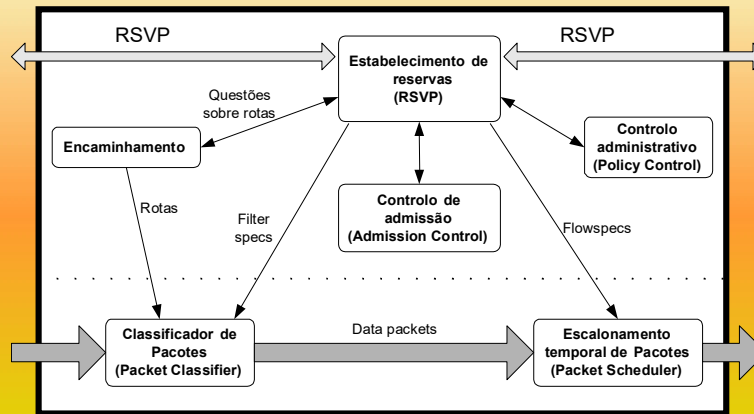 RSVP
RSVP
Estabelecimento de
reservas
(RSVP)
Questões
sobre rotas
Encaminhamento
Controlo
administrativo
(Policy Control)
Rotas
Filter
specs
Controlo de
admissão
(Admission Control)
Flowspecs
Classificador de
Pacotes
(Packet Classifier)
Data packets
Escalonamento
temporal de Pacotes
(Packet Scheduler)